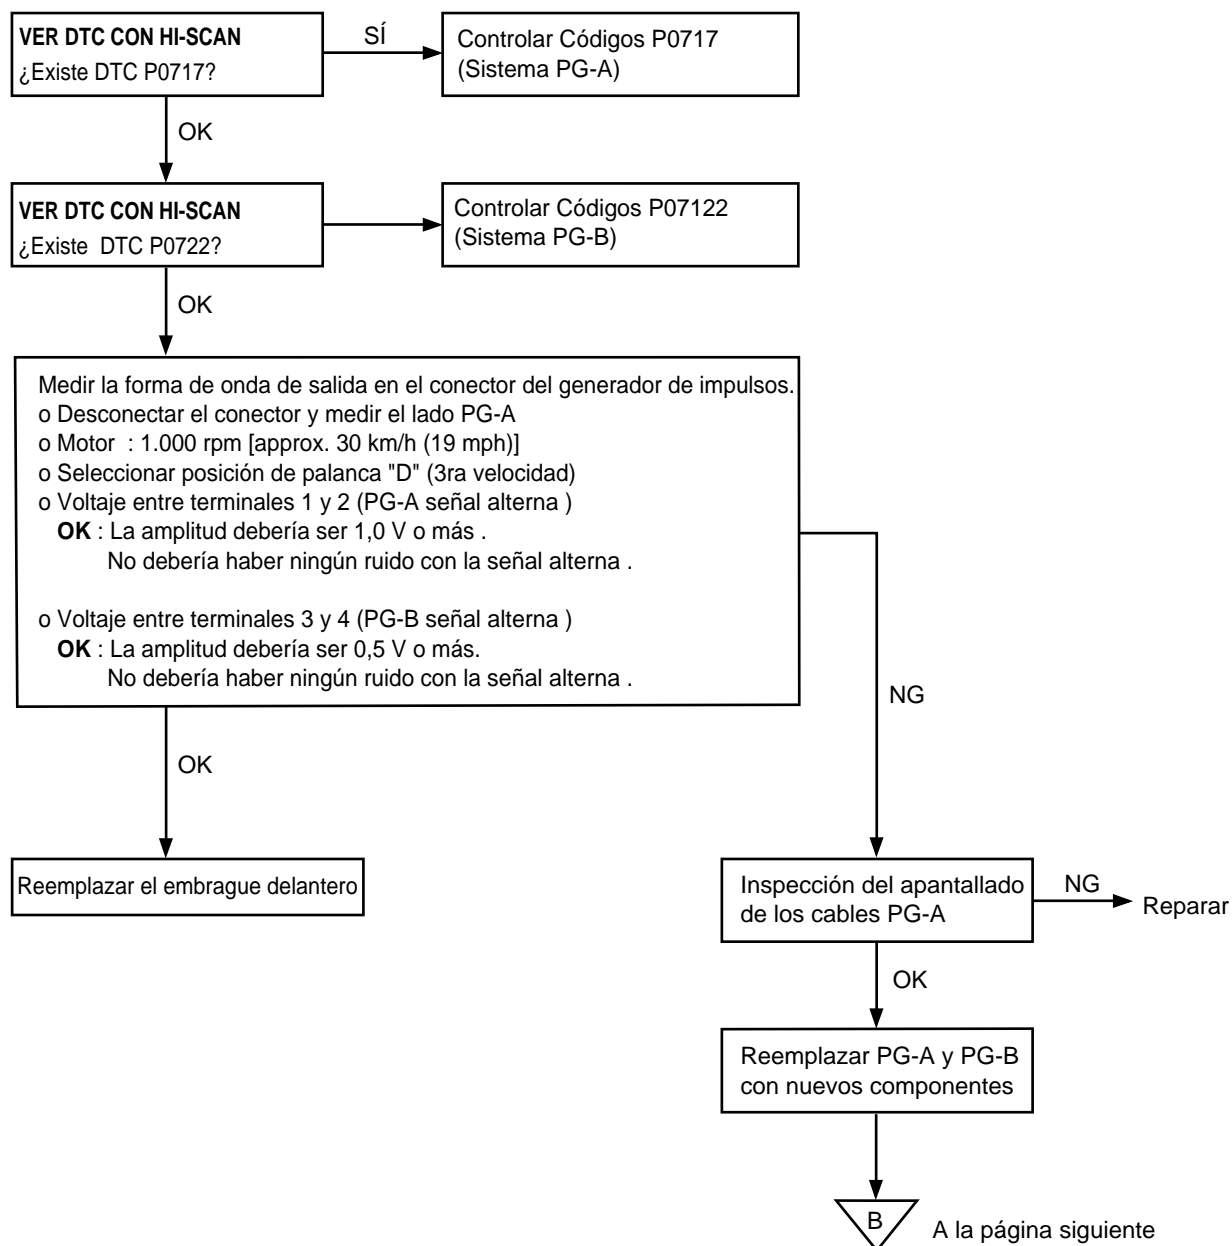 VER DTC CON HI-SCAN
¿Existe DTC P0717?
SÍ
Controlar Códigos P0717
(Sistema PG-A)
OK
VER DTC CON HI-SCAN
¿Existe DTC P0722?
Controlar Códigos P07122
(Sistema PG-B)
OK
Medir la forma de onda de salida en el conector del generador de impulsos.
o Desconectar el conector y medir el lado PG-A
o Motor : 1.000 rpm [approx. 30 km/h (19 mph)]
o Seleccionar posición de palanca "D" (3ra velocidad)
o Voltaje entre terminales 1 y 2 (PG-A señal alterna )
OK : La amplitud debería ser 1,0 V o más .
No debería haber ningún ruido con la señal alterna .
o Voltaje entre terminales 3 y 4 (PG-B señal alterna )
OK : La amplitud debería ser 0,5 V o más.
No debería haber ningún ruido con la señal alterna .
NG
OK
Reemplazar el embrague delantero
Inspección del apantallado
de los cables PG-A
NG
Reparar
OK
Reemplazar PG-A y PG-B
con nuevos componentes
B
A la página siguiente